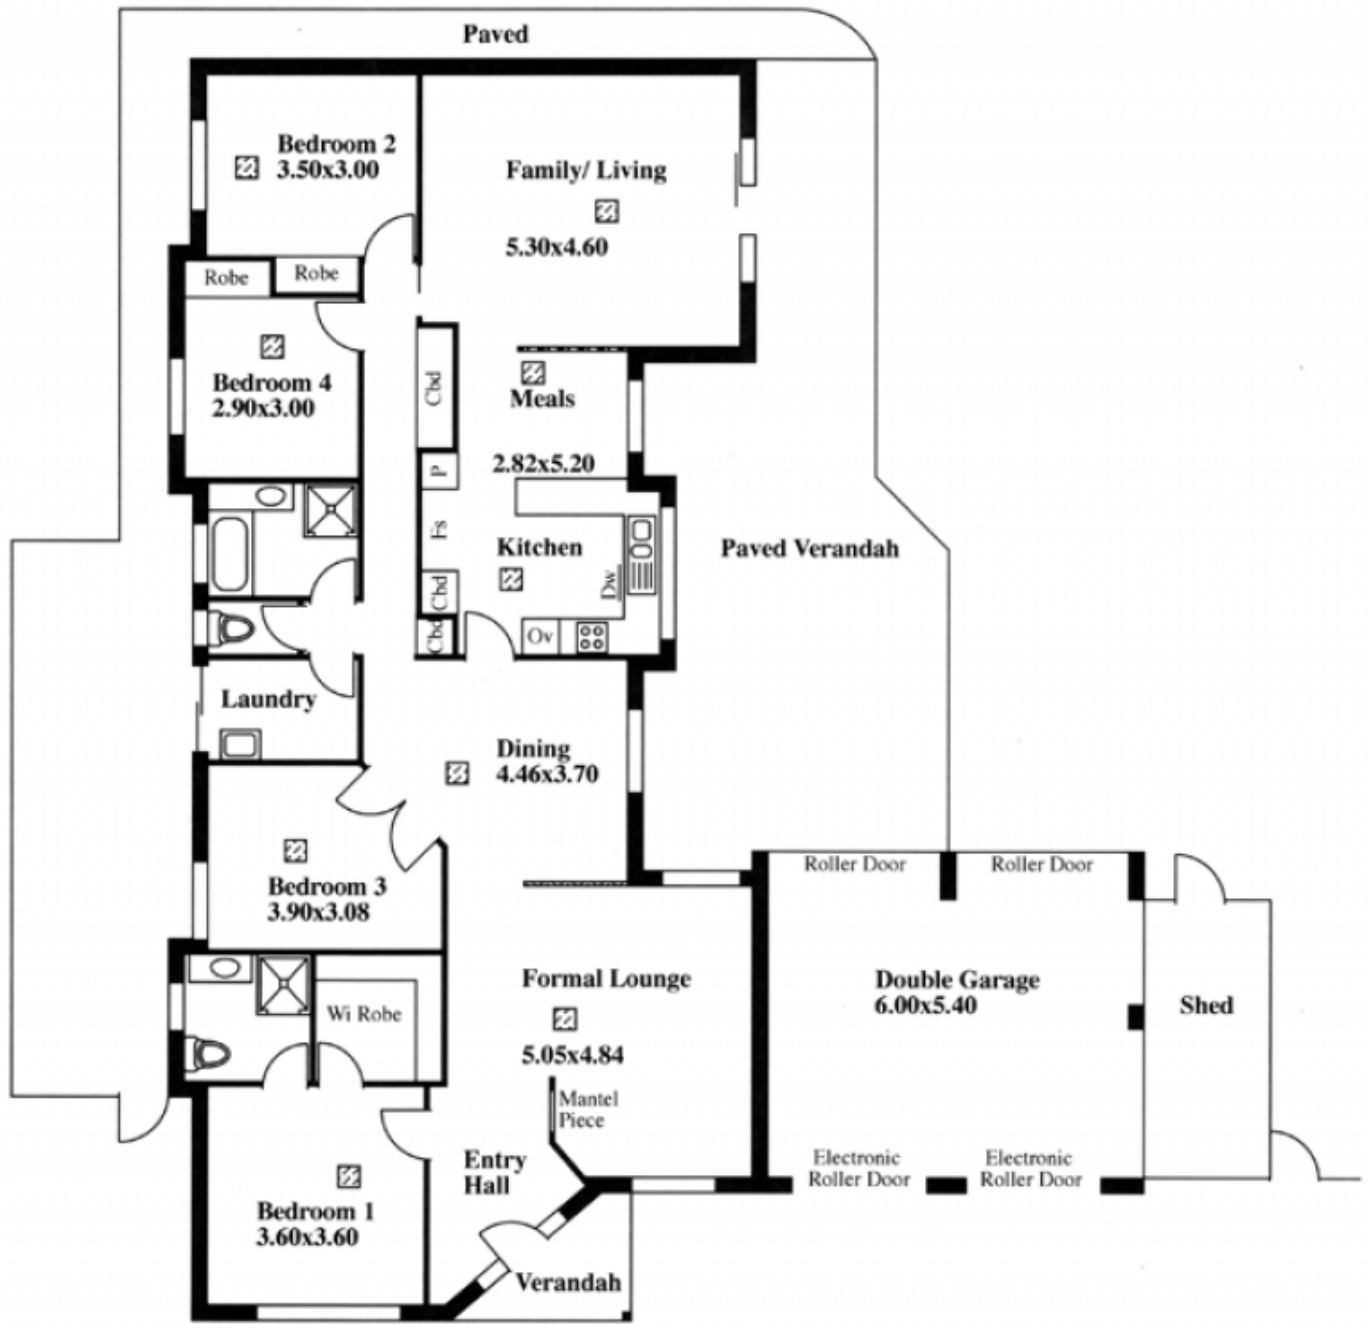 Paved
Bedroom 2
3.50x3.00
Family/ Living
5.30x4.60
Robe
Robe
Bedroom 4
2.90x3.00
Cbd
Meals
2.82x5.20
P
Fs
Kitchen
Dw
Cbd
Cbd
Ov
Paved Verandah
Laundry
Dining
4.46x3.70
Bedroom 3
3.90x3.08
Roller Door
Roller Door
Wi Robe
Formal Lounge
5.05x4.84
Double Garage
6.00x5.40
Shed
Mantel
Piece
Entry
Hall
Electronic
Roller Door
Electronic
Roller Door
Bedroom 1
3.60x3.60
Verandah